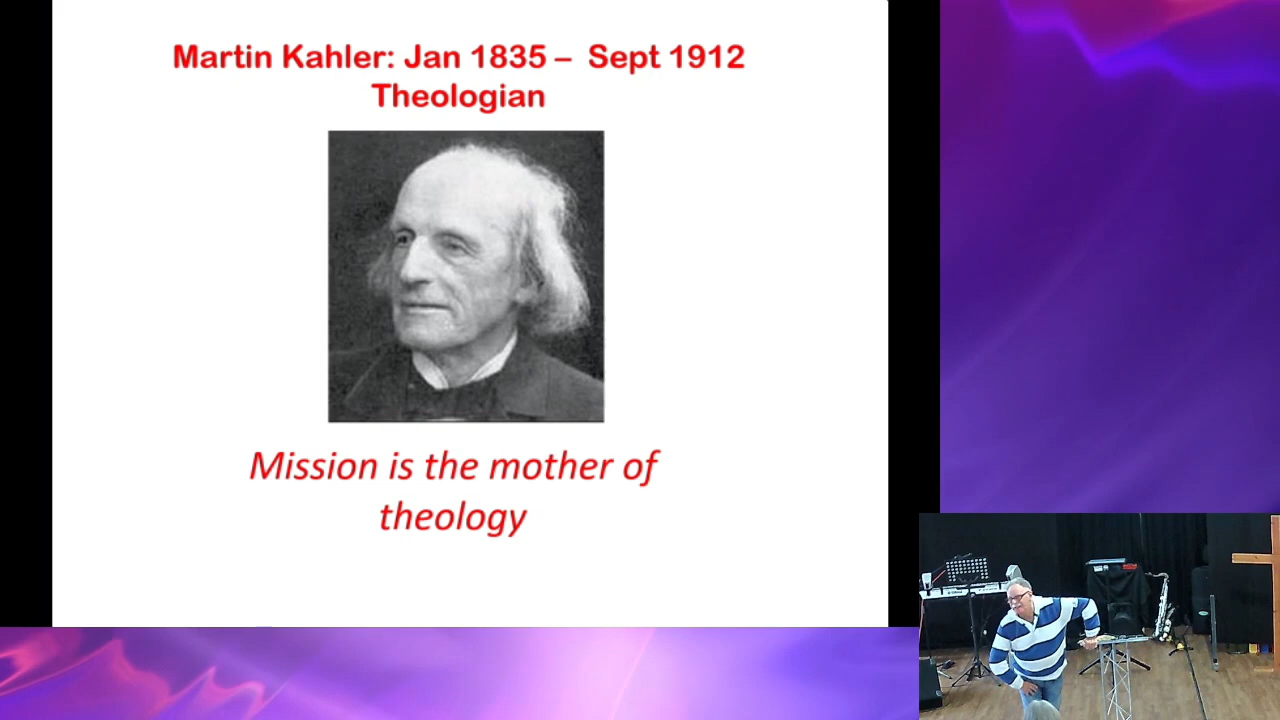 Martin Kahler: Jan 1835 – Sept 1912
Theologian
Mission is the mother of
theology